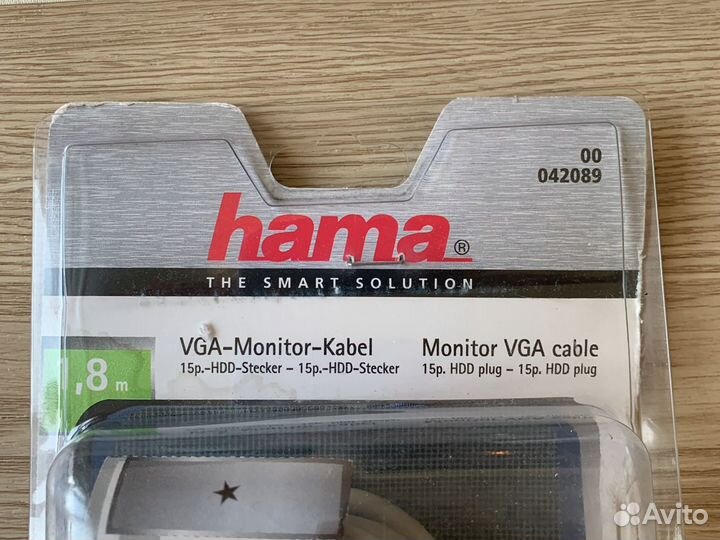 00
042089
hama®
THE SMART SOLUTION
1,8 m
VGA-Monitor-Kabel
15p.-HDD-Stecker – 15p.-HDD-Stecker
Monitor VGA cable
15p. HDD plug – 15p. HDD plug
Avito